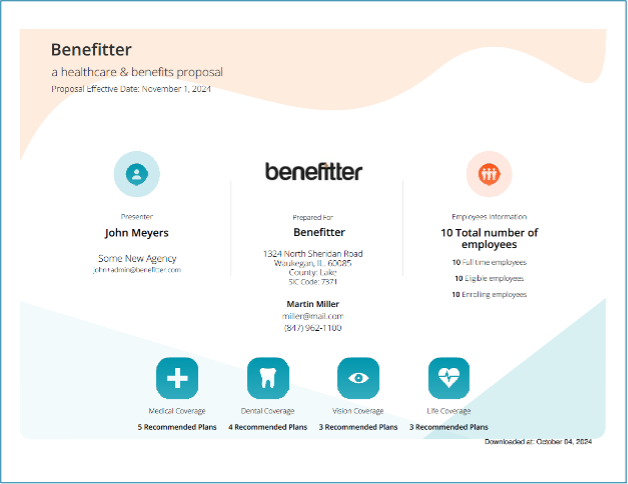 Benefitter
a healthcare & benefits proposal
Proposal Effective Date: November 1, 2024
Presenter
John Meyers
Some New Agency
john+admin@benefitter.com
benefitter
Prepared For
Benefitter
1324 North Sheridan Road
Waukegan, IL. 60085
County: Lake
SIC Code: 7371
Martin Miller
miller@mail.com
(847) 962-1100
Employees Information
10 Total number of
employees
10 Full time employees
10 Eligible employees
10 Enrolling employees
Medical Coverage
5 Recommended Plans
Dental Coverage
4 Recommended Plans
Vision Coverage
3 Recommended Plans
Life Coverage
3 Recommended Plans
Downloaded at: October 04, 2024